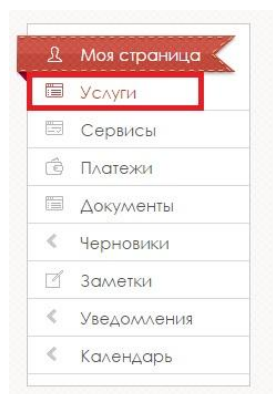 Моя страница
Услуги
Сервисы
Платежи
Документы
Черновики
Заметки
Уведомления
Календарь